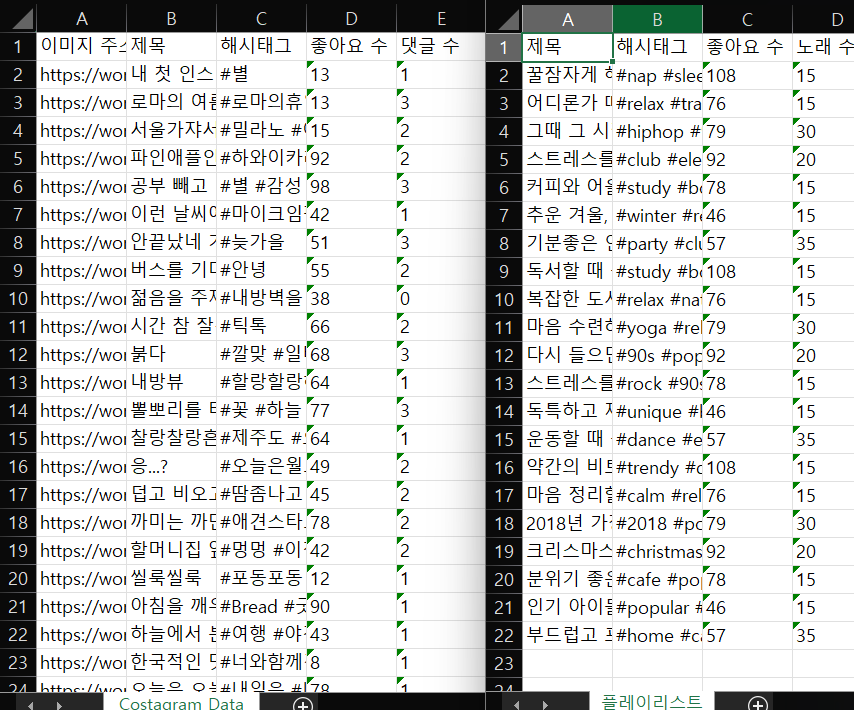 A B C D E
1 이미지 주소 제목 해시태그 좋아요 수 댓글 수
2 https://wor 내 첫 인스 #별 13 1
3 https://wor 로마의 여름 #로마의휴 13 3
4 https://wor 서울가쟈서 #밀라노 15 2
5 https://wor 파인애플인 #하와이카 92 2
6 https://wor 공부 빼고 #별 #감성 98 3
7 https://wor 이런 날씨에 #마이크임 42 1
8 https://wor 안끝났네 #늦가을 51 3
9 https://wor 버스를 기다 #안녕 55 2
10 https://wor 젊음을 주 #내방벽을 38 0
11 https://wor 시간 참 잘 #틱톡 66 2
12 https://wor 붉다 #깔맞 #일 68 3
13 https://wor 내방뷰 #할랑할랑 64 1
14 https://wor 뽈뽀리를 #꽃 #하늘 77 3
15 https://wor 찰랑찰랑흔 #제주도 64 1
16 https://wor 응...? #오늘은월 49 2
17 https://wor 덥고 비오고 #땀좀나고 45 2
18 https://wor 까미는 까만 #애견스타 78 2
19 https://wor 할머니집 #멍멍 42 2
20 https://wor 씰룩씰룩 #포동포동 12 1
21 https://wor 아침을 깨우 #Bread 90 1
22 https://wor 하늘에서 본 #여행 43 1
23 https://wor 한국적인 #너와함께 8 1
24 https://wor 오늘은 #내일은 78 1
Costagram Data
A B C D
1 제목 해시태그 좋아요 수 노래 수
2 꿀잠자게 #nap #slee 108 15
3 어디론가 #relax #tra 76 15
4 그때 그 시 #hiphop # 79 30
5 스트레스를 #club #ele 92 20
6 커피와 어울 #study #bo 78 15
7 추운 겨울, #winter #re 46 15
8 기분좋은 #party #clu 57 35
9 독서할 때 #study #bo 108 15
10 복잡한 도시 #relax #nat 76 15
11 마음 수련하 #yoga #rel 79 30
12 다시 들으면 #90s #pop 92 20
13 스트레스를 #rock #90s 78 15
14 독특하고 #unique 46 15
15 운동할 때 #dance #e 57 35
16 약간의 비트 #trendy 108 15
17 마음 정리할 #calm #rel 76 15
18 2018년 가 #2018 #po 79 30
19 크리스마스 #christmas 92 20
20 분위기 좋은 #cafe #pop 78 15
21 인기 아이돌 #popular # 46 15
22 부드럽고 #home #ca 57 35
23
24
플레이리스트